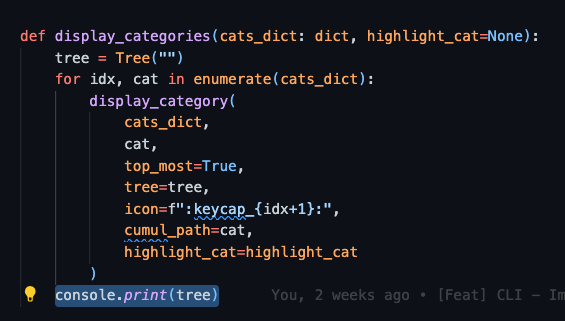 def display_categories(cats_dict: dict, highlight_cat=None):
    tree = Tree("")
    for idx, cat in enumerate(cats_dict):
        display_category(
            cats_dict,
            cat,
            top_most=True,
            tree=tree,
            icon=f":keycap_{idx+1}:",
            cumul_path=cat,
            highlight_cat=highlight_cat
        )
    console.print(tree) You, 2 weeks ago • [Feat] CLI – Im